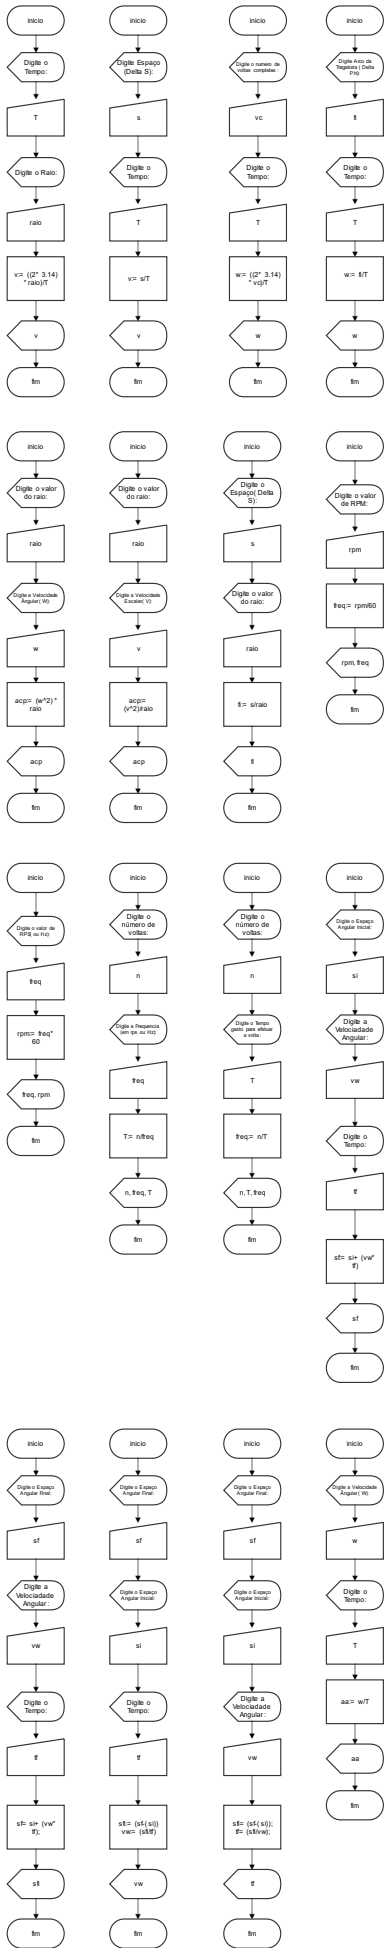 inicio
Digite o
Tempo:
T
Digite o Raio:
raio
v:= ((2* 3.14)
* raio)/T
v
fim
inicio
Digite Espaço
(Delta S):
s
Digite o
Tempo:
T
v:= s/T
v
fim
inicio
Digite o numero de
voltas completas :
vc
Digite o
Tempo:
T
w:= ((2* 3.14)
* vc)/T
w
fim
inicio
Digite Arco da
Tragetoria ( Delta
Phi):
fi
Digite o
Tempo:
T
w:= fi/T
w
fim
inicio
Digite o valor
do raio:
raio
Digite a Velocidade
Angular( W):
w
acp:= (w^2) *
raio
acp
fim
inicio
Digite o valor
do raio:
raio
Digite a Velocidade
Escalar( V):
v
acp:=
(v^2)/raio
acp
fim
inicio
Digite o
Espaço( Delta
S):
s
Digite o valor
do raio:
raio
fi:= s/raio
fi
fim
inicio
Digite o valor
de RPM:
rpm
freq:= rpm/60
rpm, freq
fim
inicio
Digite o valor de
RPS( ou Hz):
freq
rpm:= freq*
60
freq, rpm
fim
inicio
Digite o
número de
voltas:
n
Digite a Frequencia
(em rps ou Hz):
freq
T:= n/freq
n, freq, T
fim
inicio
Digite o
número de
voltas:
n
Digite o Tempo
gasto para efetuar
a volta:
T
freq:= n/T
n, T, freq
fim
inicio
Digite o Espaço
Angular Inicial:
si
Digite a
Velociadade
Angular:
vw
Digite o
Tempo:
tf
sf:= si+ (vw*
tf)
sf
fim
inicio
Digite o Espaço
Angular Final:
sf
Digite a
Velociadade
Angular:
vw
Digite o
Tempo:
tf
sf:= si+ (vw*
tf);
sfi
fim
inicio
Digite o Espaço
Angular Final:
sf
Digite o Espaço
Angular Inicial:
si
Digite o
Tempo:
tf
sfi:= (sf-( si))
vw:= (sfi/tf)
vw
fim
inicio
Digite o Espaço
Angular Final:
sf
Digite o Espaço
Angular Inicial:
si
Digite a
Velociadade
Angular:
vw
sfi:= (sf-( si));
tf:= (sfi/vw);
tf
fim
inicio
Digite a Velocidade
Angular( W):
w
Digite o
Tempo:
T
aa:= w/T
aa
fim